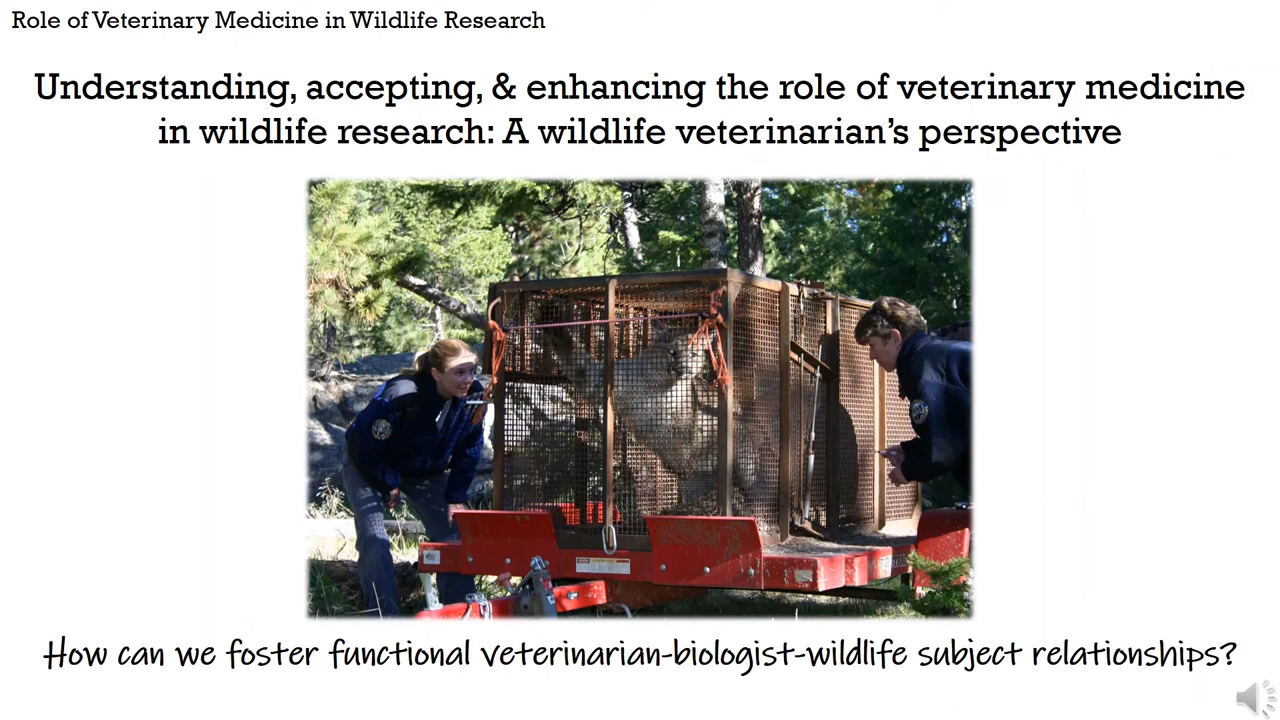 Role of Veterinary Medicine in Wildlife Research
Understanding, accepting, & enhancing the role of veterinary medicine
in wildlife research: A wildlife veterinarian’s perspective
How can we foster functional veterinarian-biologist-wildlife subject relationships?